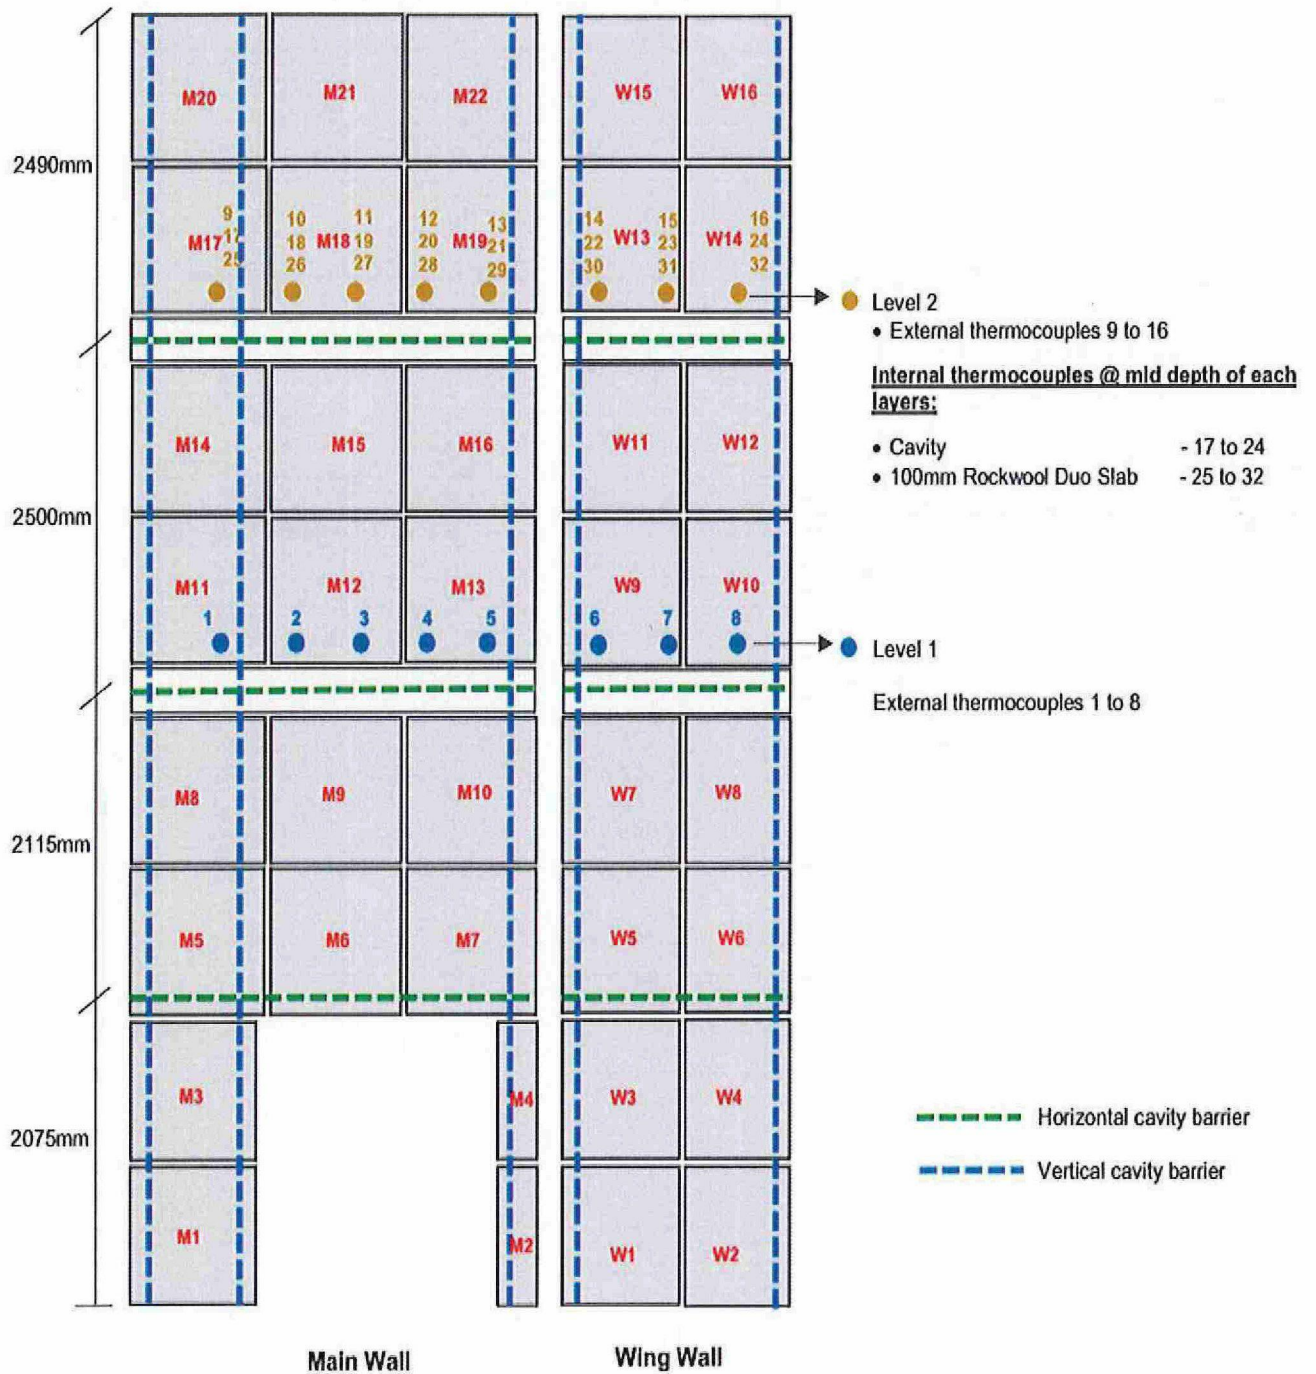 M20 M21 M22 W15 W16
2490mm
9 10 11 12 13 14 15 16
M17 17 18 M18 19 20 M19 21 22 W13 23 W14 24
25 26 27 28 29 30 31 32
Level 2
• External thermocouples 9 to 16
Internal thermocouples @ mid depth of each
layers:
• Cavity - 17 to 24
• 100mm Rockwool Duo Slab - 25 to 32
M14 M15 M16 W11 W12
2500mm
M11 M12 M13 W9 W10
1 2 3 4 5 6 7 8
Level 1
External thermocouples 1 to 8
M8 M9 M10 W7 W8
2115mm
M5 M6 M7 W5 W6
M3 M4 W3 W4
Horizontal cavity barrier
2075mm
Vertical cavity barrier
M1 M2 W1 W2
Main Wall Wing Wall